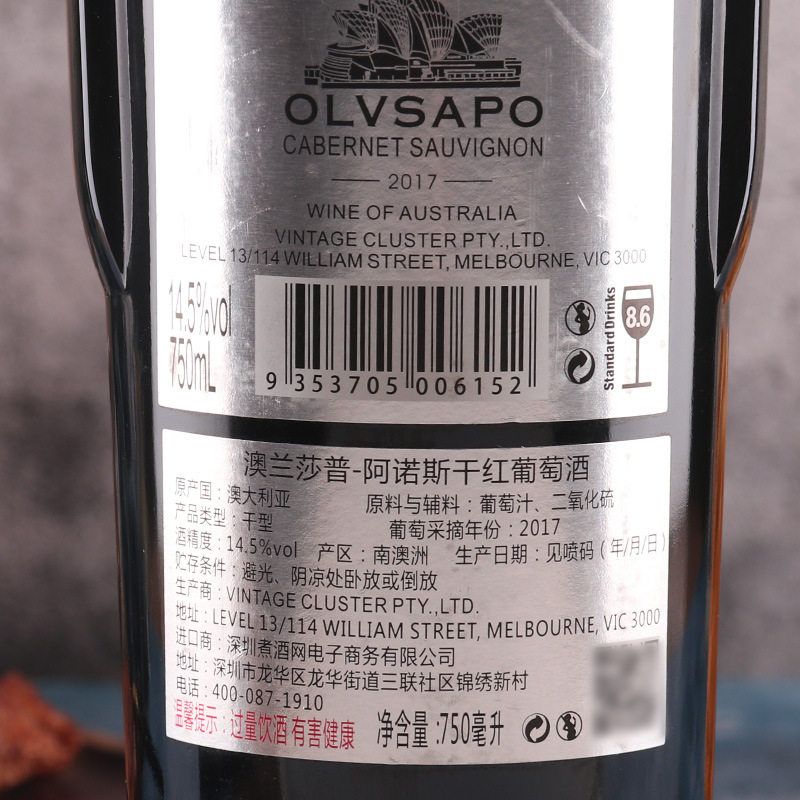 OLVSAPO
CABERNET SAUVIGNON
2017
WINE OF AUSTRALIA
VINTAGE CLUSTER PTY.,LTD.
LEVEL 13/114 WILLIAM STREET, MELBOURNE, VIC 3000
14.5%vol
750mL
9 353705 006152
Standard Drinks
8.6
澳兰莎普-阿诺斯干红葡萄酒
原产国：澳大利亚 原料与辅料：葡萄汁、二氧化硫
产品类型：干型 葡萄采摘年份：2017
酒精度：14.5%vol 产区：南澳洲 生产日期：见喷码（年/月/日）
贮存条件：避光、阴凉处卧放或倒放
生产商：VINTAGE CLUSTER PTY.,LTD.
地址：LEVEL 13/114 WILLIAM STREET, MELBOURNE, VIC 3000
进口商：深圳煮酒网电子商务有限公司
地址：深圳市龙华区龙华街道三联社区锦绣新村
电话：400-087-1910
温馨提示：过量饮酒 有害健康 净含量:750毫升